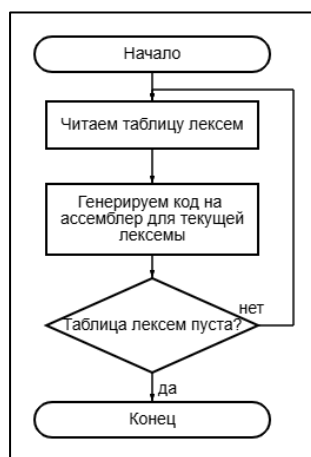 Начало
Читаем таблицу лексем
Генерируем код на
ассемблер для текущей
лексемы
Таблица лексем пуста?
нет
да
Конец